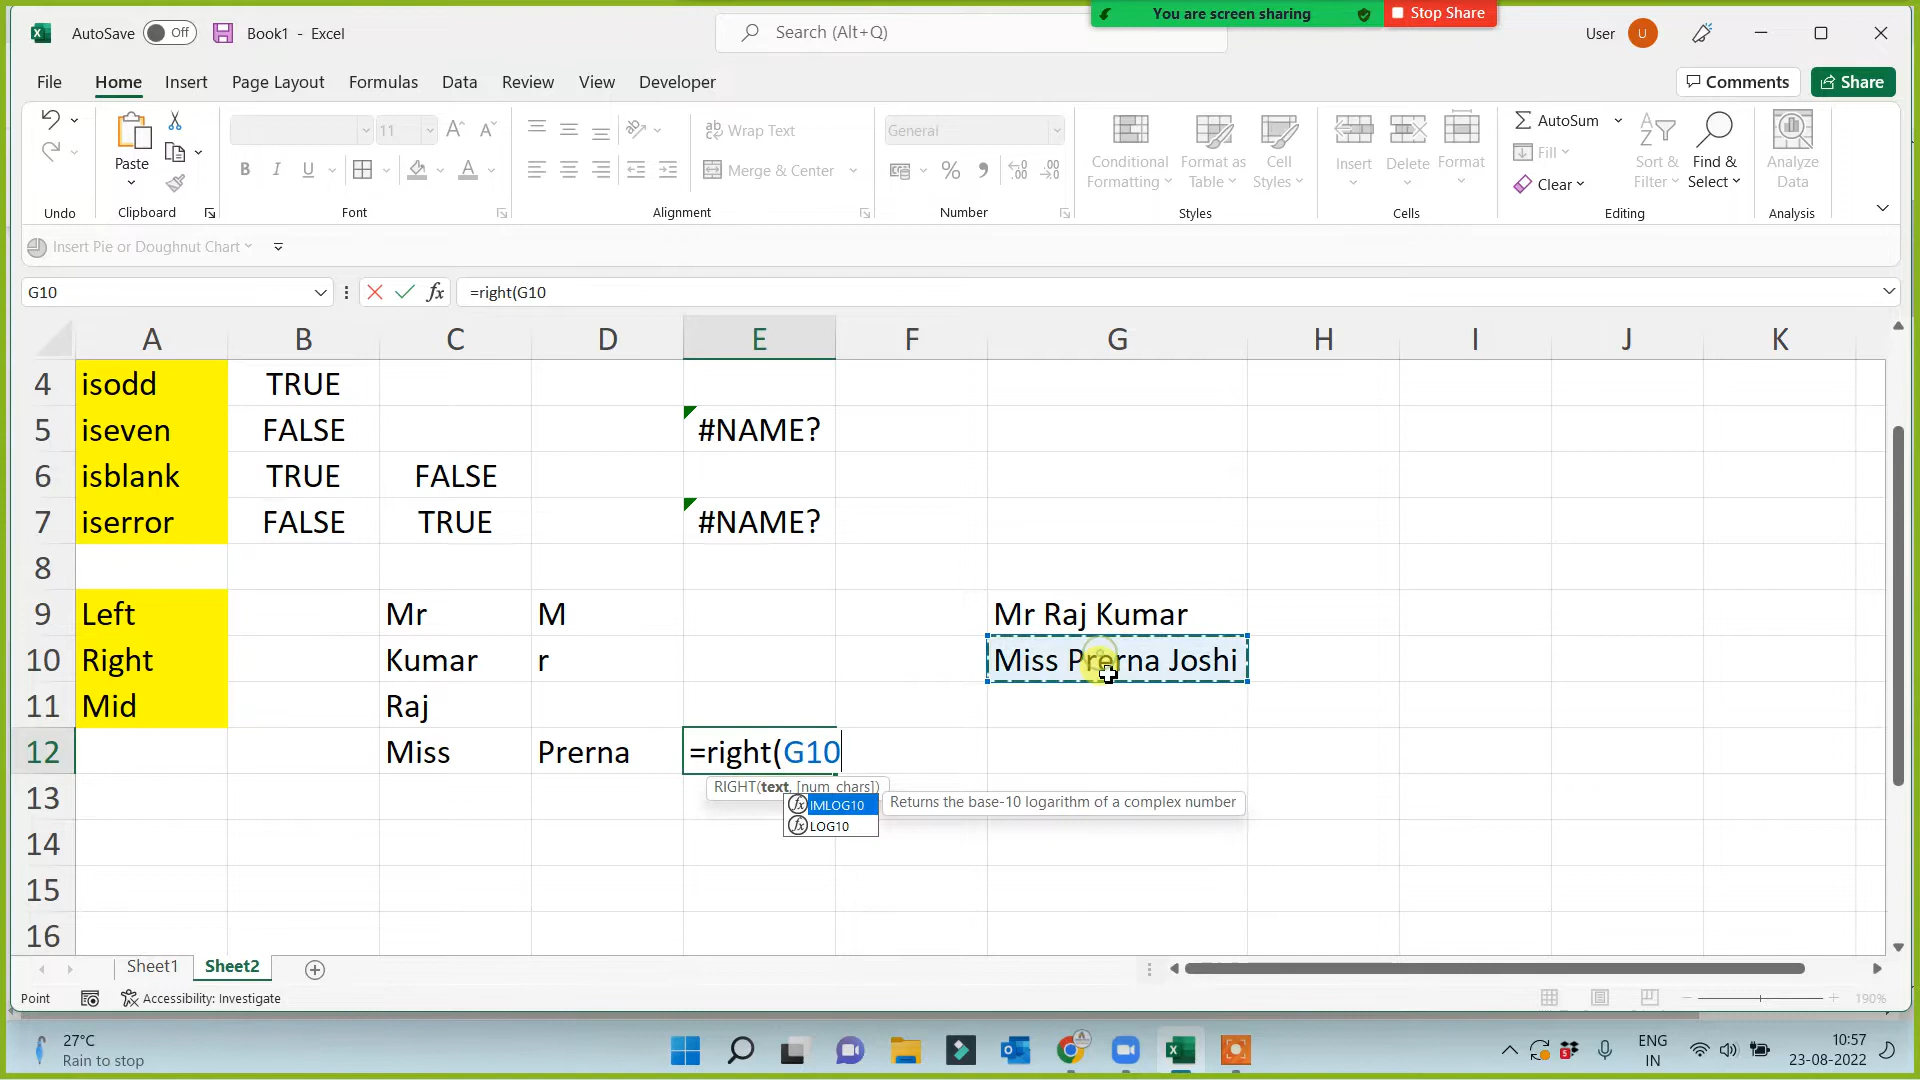 You are screen sharing
Stop Share
AutoSave Off Book1 - Excel
Search (Alt+Q)
User U
File Home Insert Page Layout Formulas Data Review View Developer
Comments Share
Paste
11
Wrap Text
Merge & Center
General
Conditional Formatting
Format as Table
Cell Styles
Insert Delete Format
AutoSum
Fill
Clear
Sort & Filter
Find & Select
Analyze Data
Undo Clipboard Font Alignment Number Styles Cells Editing Analysis
Insert Pie or Doughnut Chart
G10 fx =right(G10
A B C D E F G H I J K
4 isodd TRUE
5 iseven FALSE #NAME?
6 isblank TRUE FALSE
7 iserror FALSE TRUE #NAME?
8
9 Left Mr M Mr Raj Kumar
10 Right Kumar r Miss Prerna Joshi
11 Mid Raj
12 Miss Prerna =right(G10
RIGHT(text, [num_chars])
13
IMLOG10 Returns the base-10 logarithm of a complex number
LOG10
14
15
16
Sheet1 Sheet2
Point Accessibility: Investigate 190%
27°C
Rain to stop
ENG
IN
10:57
23-08-2022